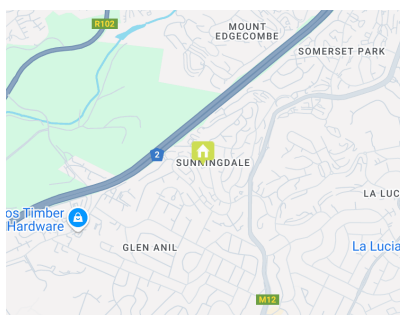 R102
MOUNT
EDGECOMBE
SOMERSET PARK
2
SUNNINGDALE
LA LUC
os Timber
Hardware
GLEN ANIL
La Lucia
M12